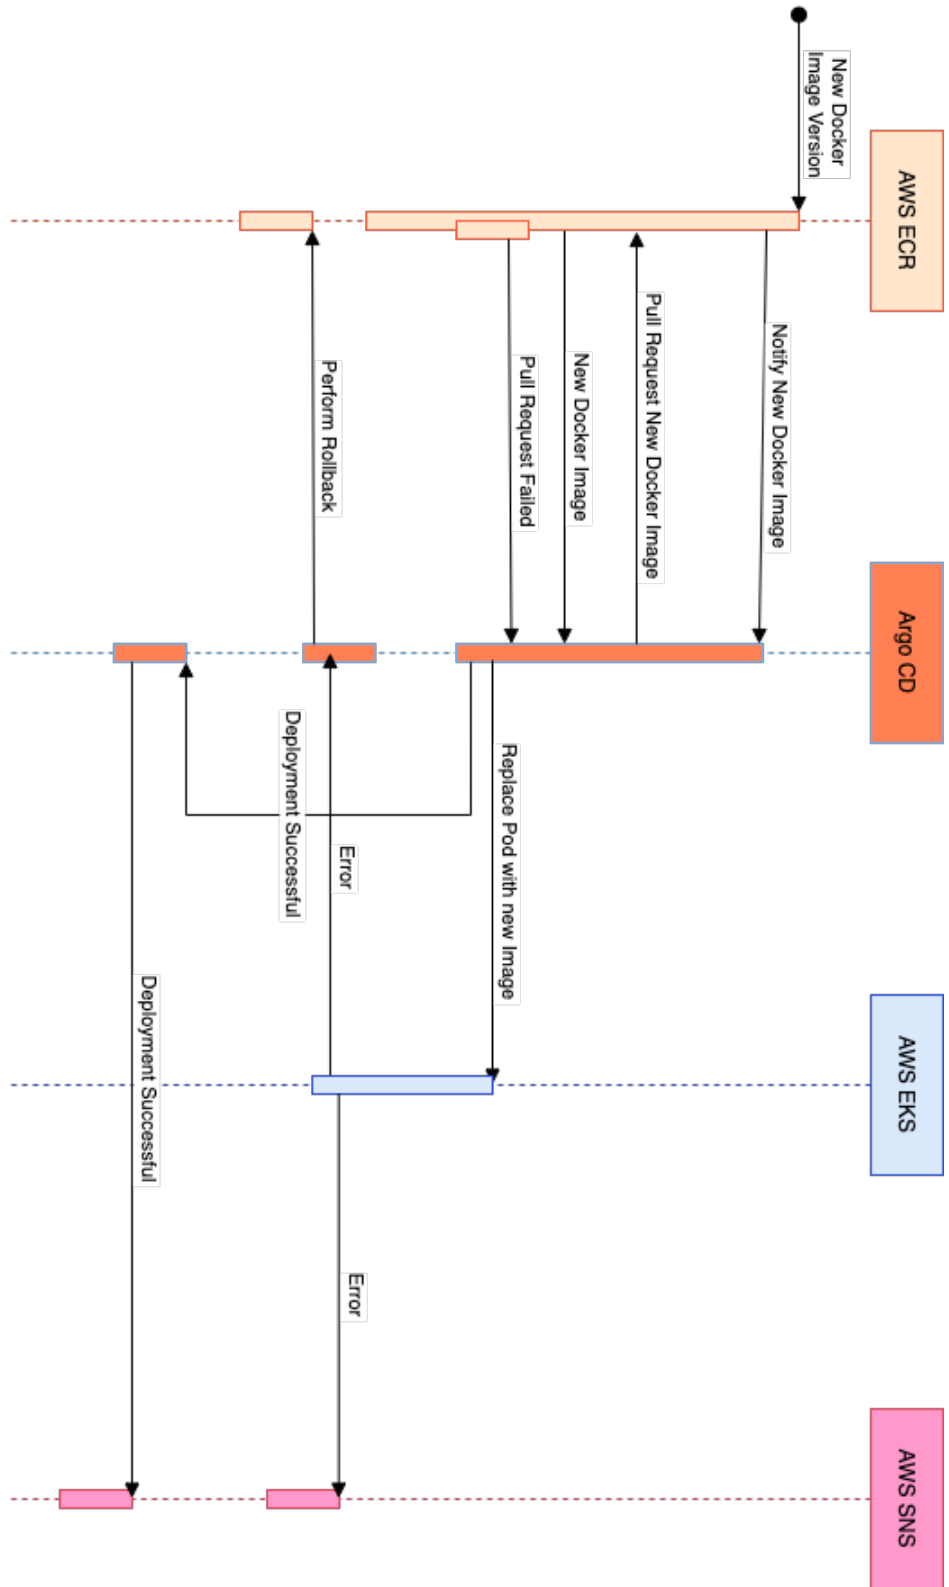 AWS ECR
Argo CD
AWS EKS
AWS SNS
New Docker
Image Version
Notify New Docker Image
Pull Request New Docker Image
New Docker Image
Pull Request Failed
Replace Pod with new Image
Error
Error
Perform Rollback
Deployment Successful
Deployment Successful